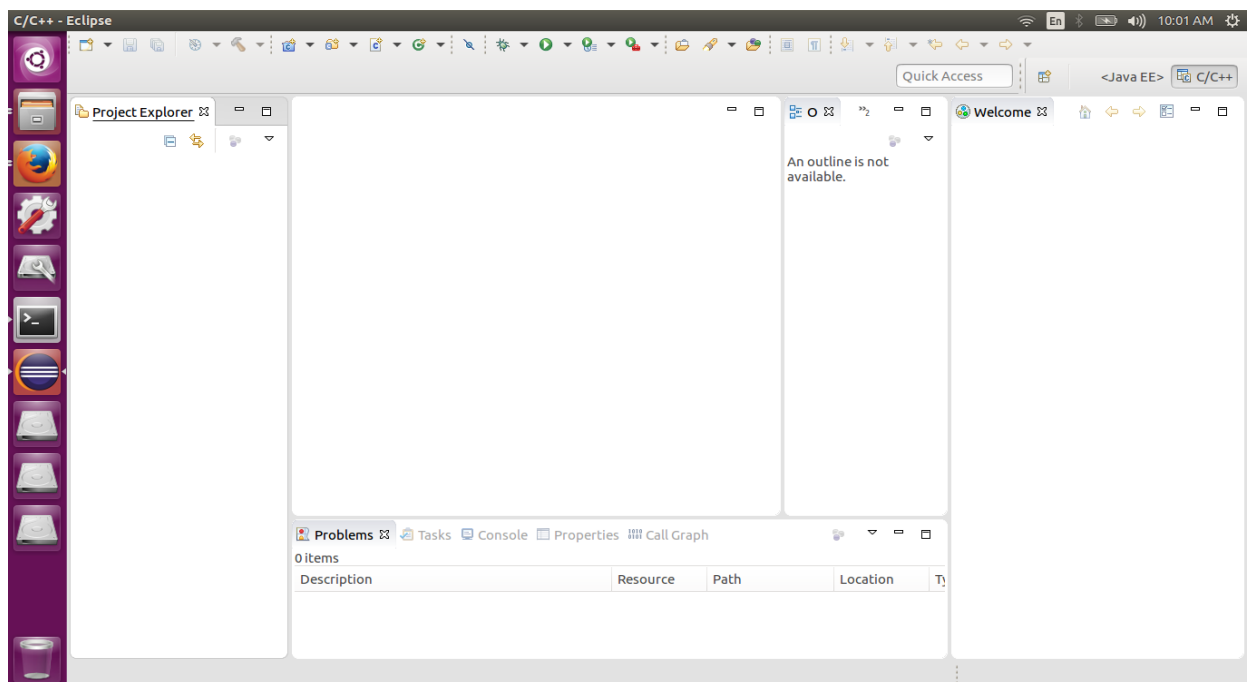 C/C++ - Eclipse
En
10:01 AM
Quick Access
<Java EE>
C/C++
Project Explorer
O
»2
Welcome
An outline is not
available.
Problems
Tasks
Console
Properties
Call Graph
0 items
Description
Resource
Path
Location
Ty